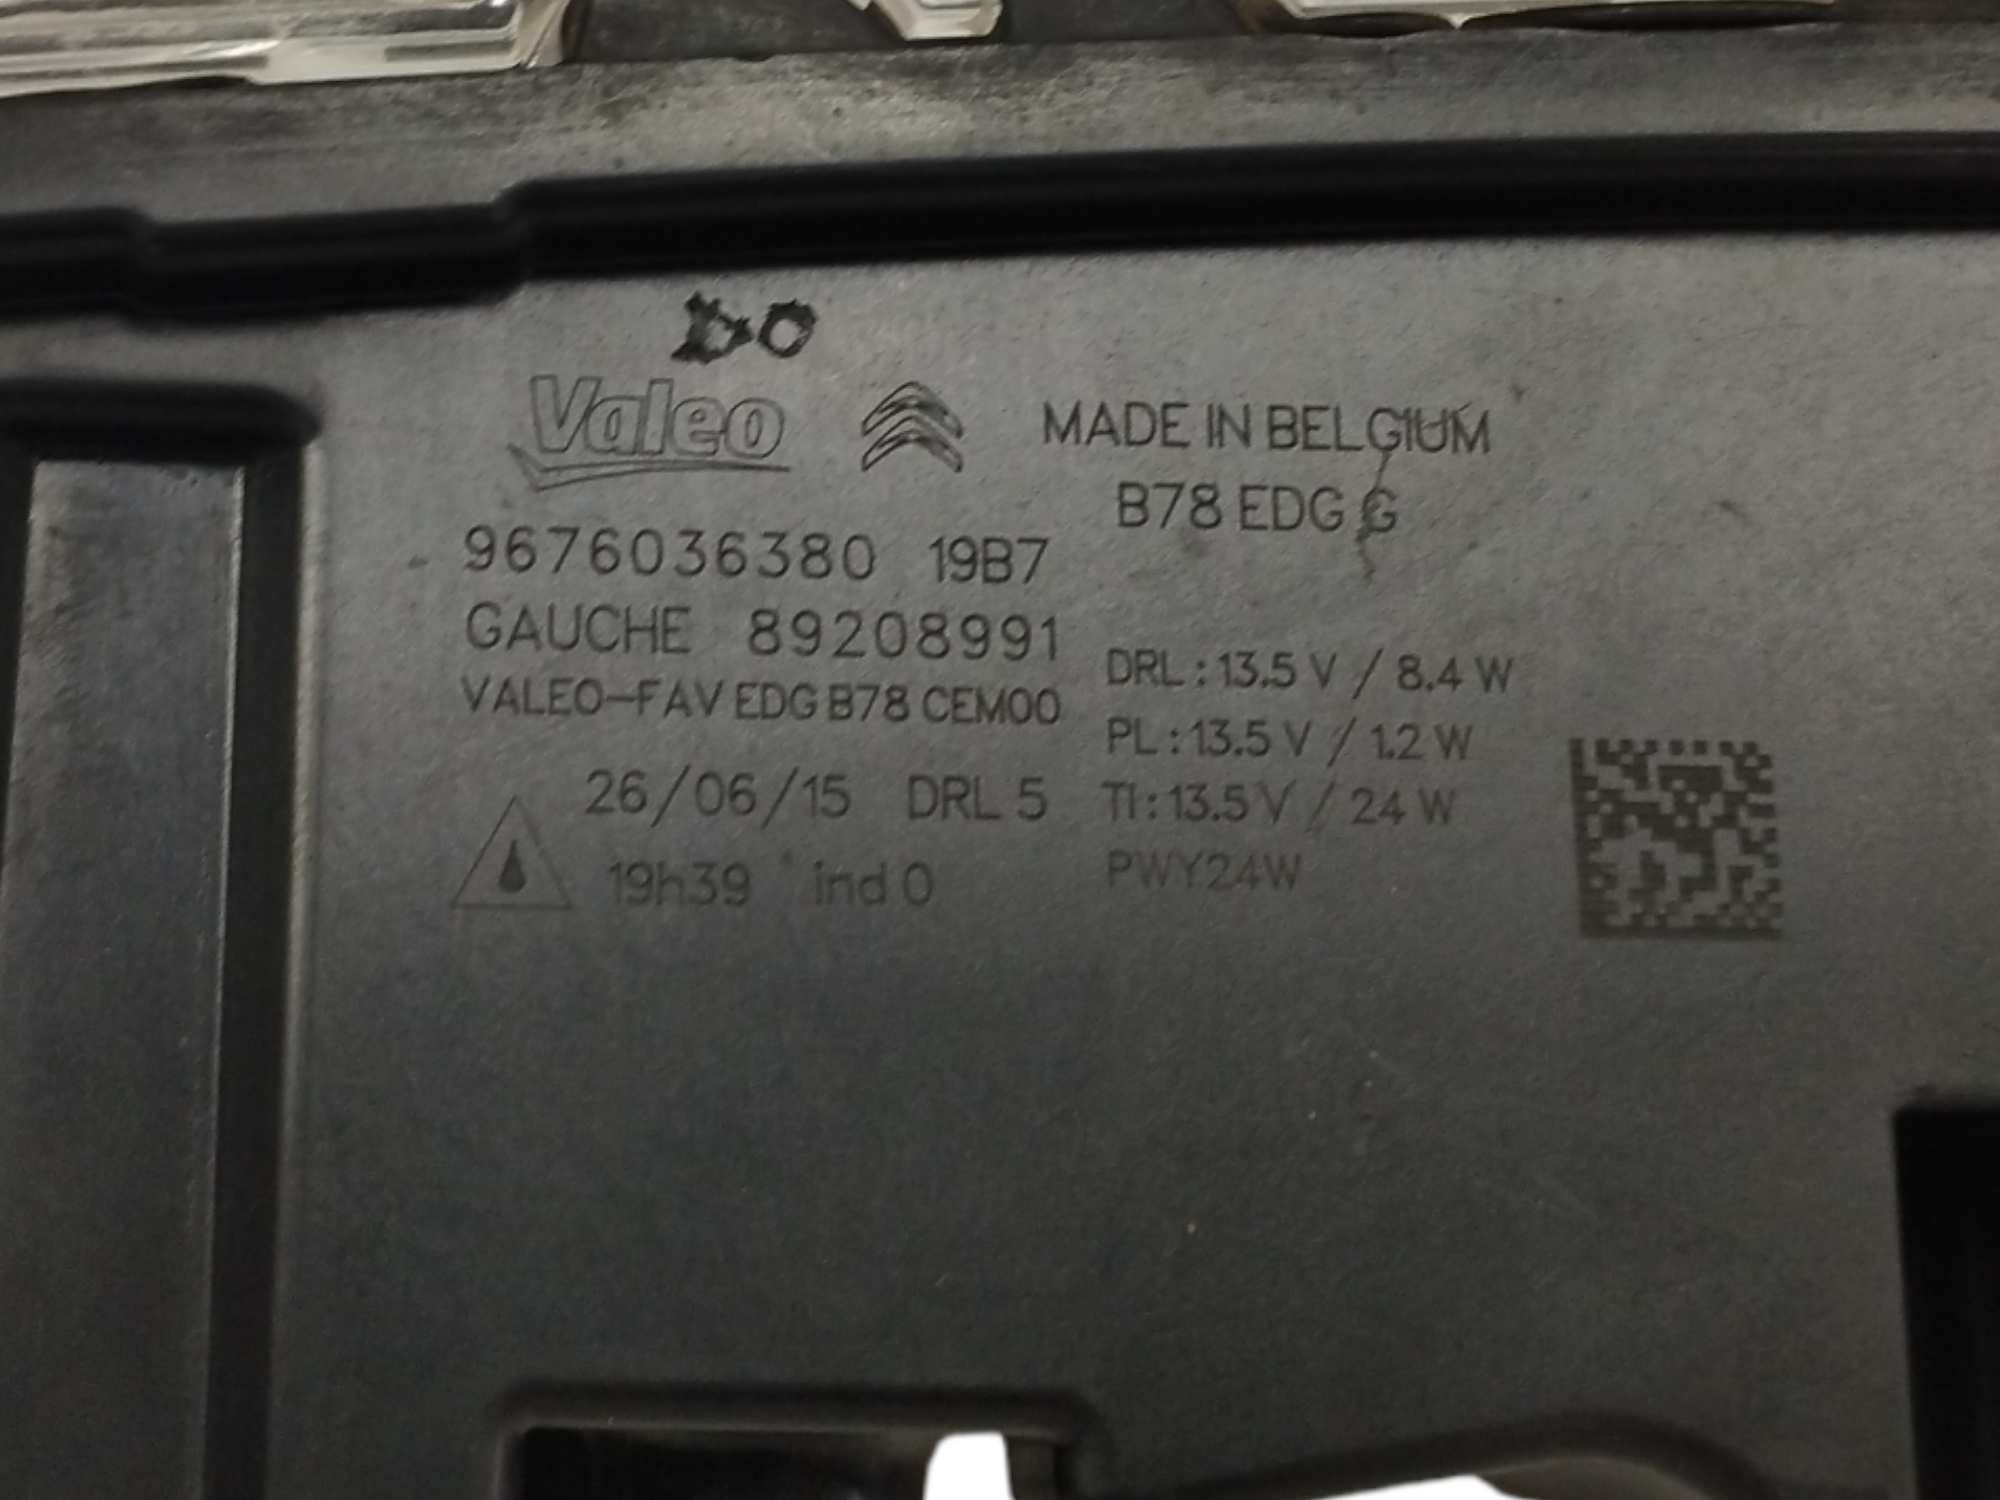 Valeo
MADE IN BELGIUM
B78 EDG G
9676036380 19B7
GAUCHE 89208991
VALEO-FAV EDG B78 CEM00
26/06/15 DRL 5
19h39 ind 0
DRL : 13.5 V / 8.4 W
PL : 13.5 V / 1.2 W
TI : 13.5 V / 24 W
PWY24W